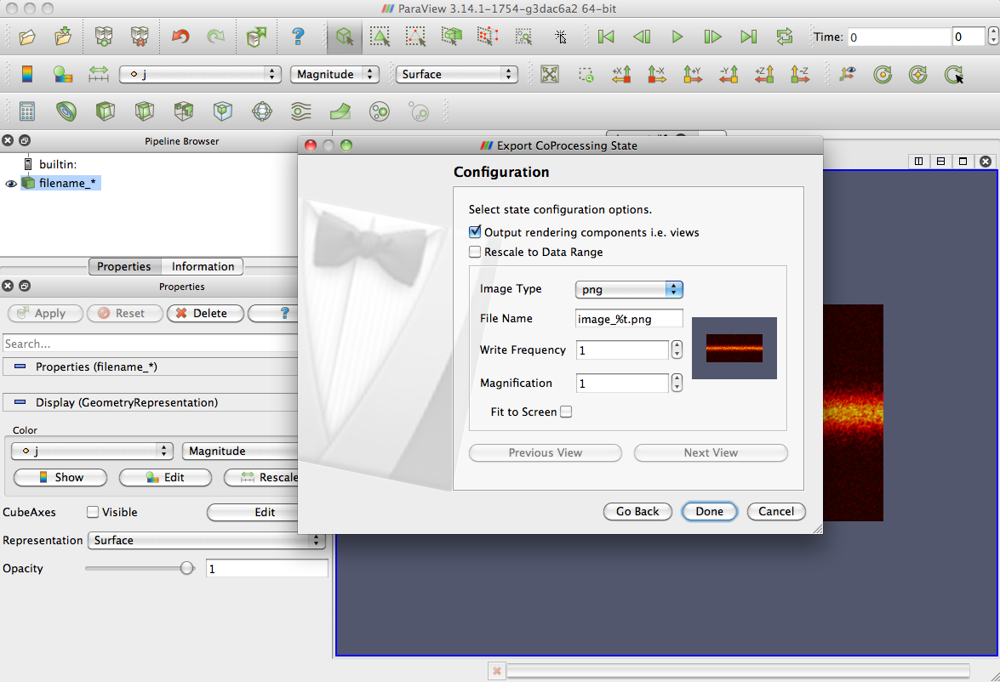 ParaView 3.14.1-1754-g3dac6a2 64-bit
?
Time: 0
0
j
Magnitude
Surface
+X
-X
+Y
-Y
+Z
-Z
Pipeline Browser
builtin:
filename_*
Properties
Information
Properties
Apply
Reset
Delete
?
Search...
Properties (filename_*)
Display (GeometryRepresentation)
Color
j
Magnitude
Show
Edit
Rescale
CubeAxes
Visible
Edit
Representation
Surface
Opacity
1
Export CoProcessing State
Configuration
Select state configuration options.
Output rendering components i.e. views
Rescale to Data Range
Image Type
png
File Name
image_%t.png
Write Frequency
1
Magnification
1
Fit to Screen
Previous View
Next View
Go Back
Done
Cancel